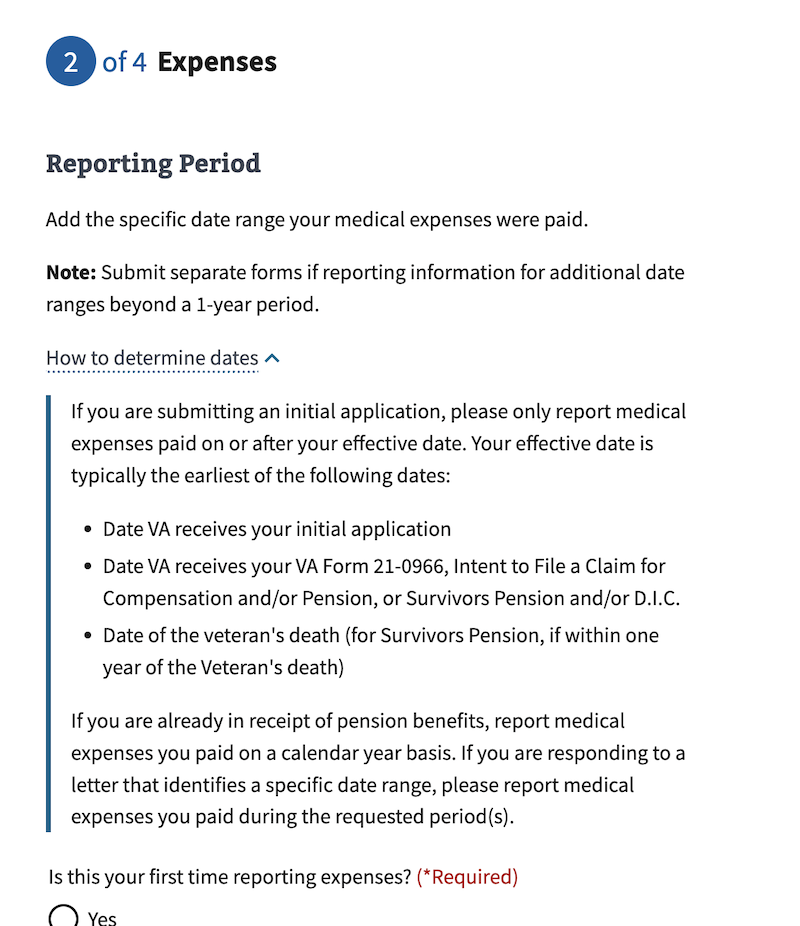 2 of 4 Expenses
Reporting Period
Add the specific date range your medical expenses were paid.
Note: Submit separate forms if reporting information for additional date
ranges beyond a 1-year period.
How to determine dates
If you are submitting an initial application, please only report medical
expenses paid on or after your effective date. Your effective date is
typically the earliest of the following dates:
• Date VA receives your initial application
• Date VA receives your VA Form 21-0966, Intent to File a Claim for
Compensation and/or Pension, or Survivors Pension and/or D.I.C.
• Date of the veteran's death (for Survivors Pension, if within one
year of the Veteran's death)
If you are already in receipt of pension benefits, report medical
expenses you paid on a calendar year basis. If you are responding to a
letter that identifies a specific date range, please report medical
expenses you paid during the requested period(s).
Is this your first time reporting expenses? (*Required)
Yes